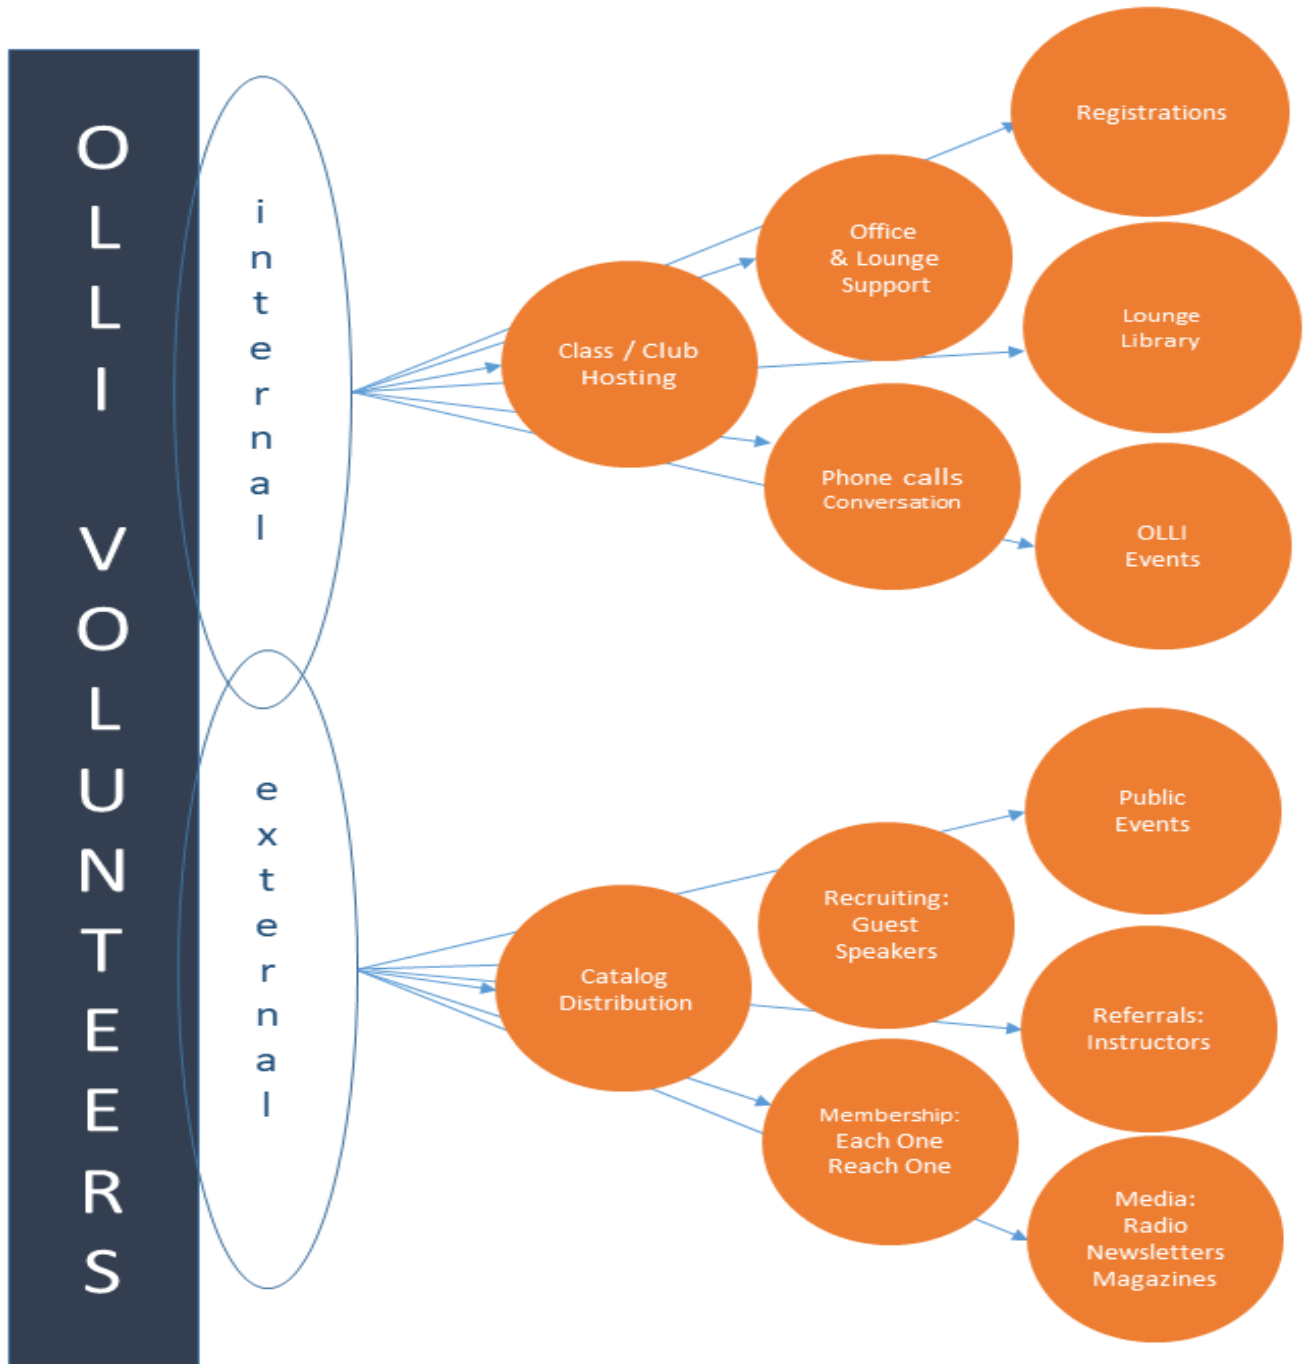 OLLI VOLUNTEERS
internal
Class / Club
Hosting
Office
& Lounge
Support
Phone calls
Conversation
Registrations
Lounge
Library
OLLI
Events
external
Catalog
Distribution
Recruiting:
Guest
Speakers
Membership:
Each One
Reach One
Public
Events
Referrals:
Instructors
Media:
Radio
Newsletters
Magazines